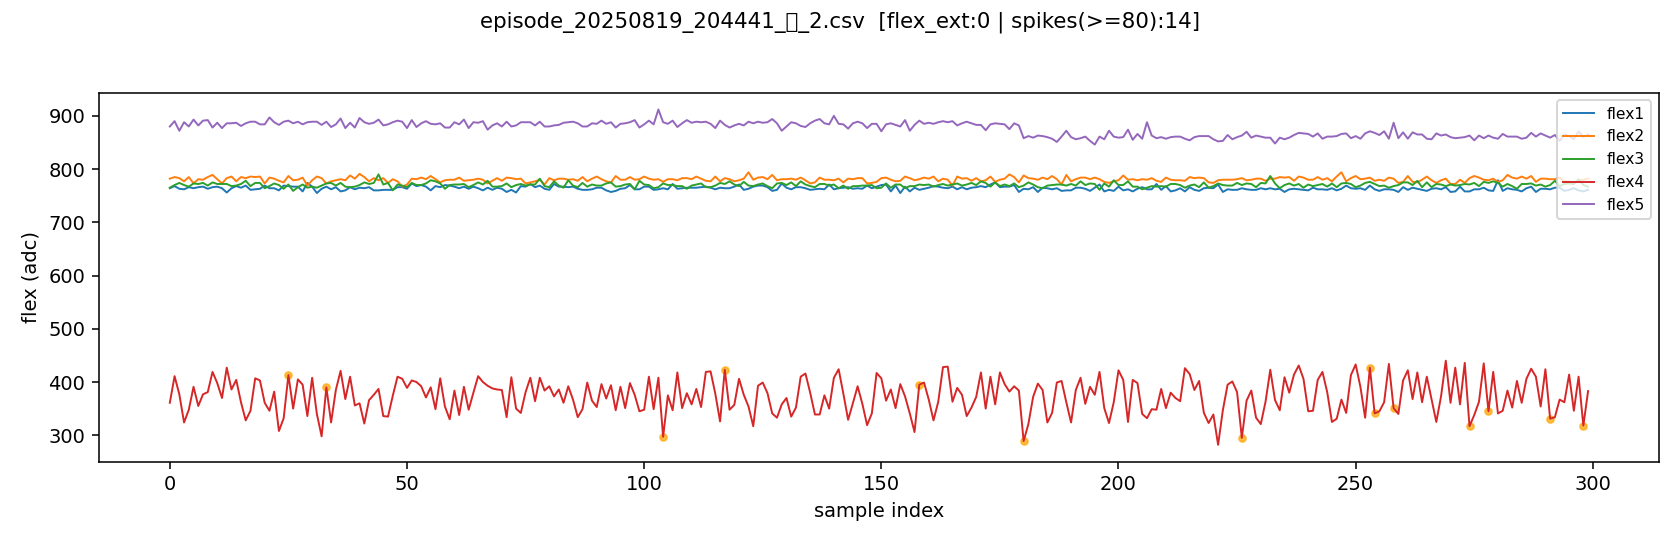 episode_20250819_204441_▯_2.csv  [flex_ext:0 | spikes(>=80):14]
flex (adc)
900
800
700
600
500
400
300
0
50
100
150
200
250
300
sample index
flex1
flex2
flex3
flex4
flex5